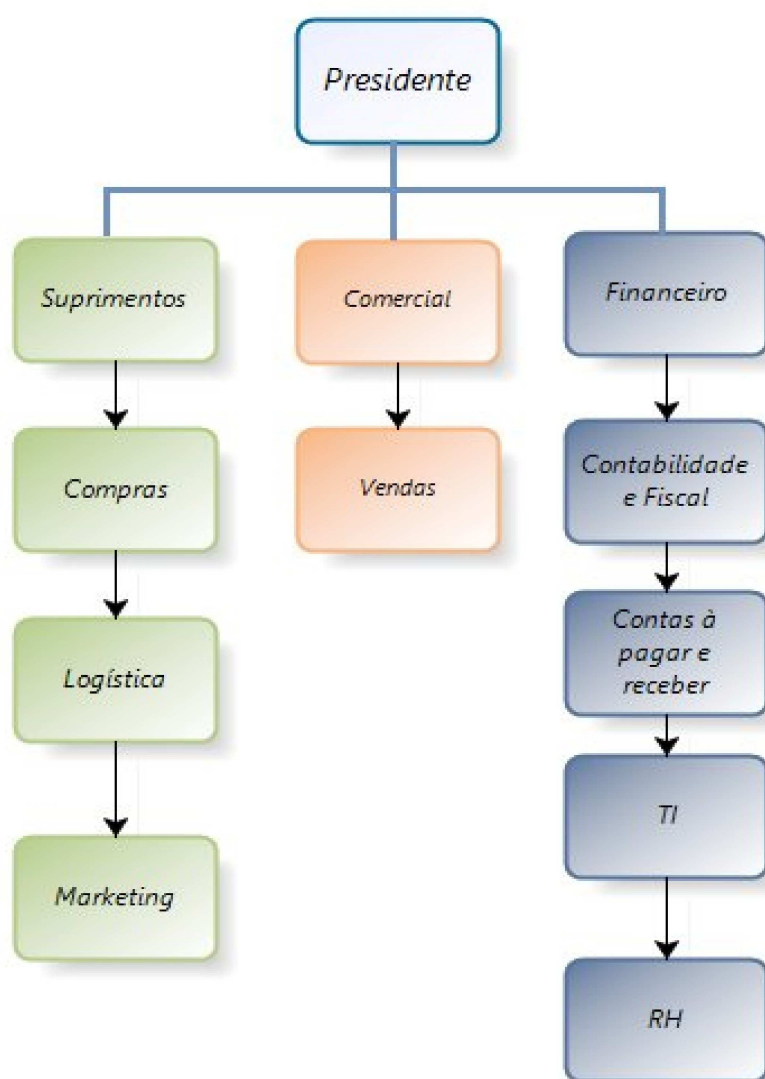 Presidente
Suprimentos
Comercial
Financeiro
Compras
Vendas
Contabilidade
e Fiscal
Logística
Contas à
pagar e
receber
Marketing
TI
RH